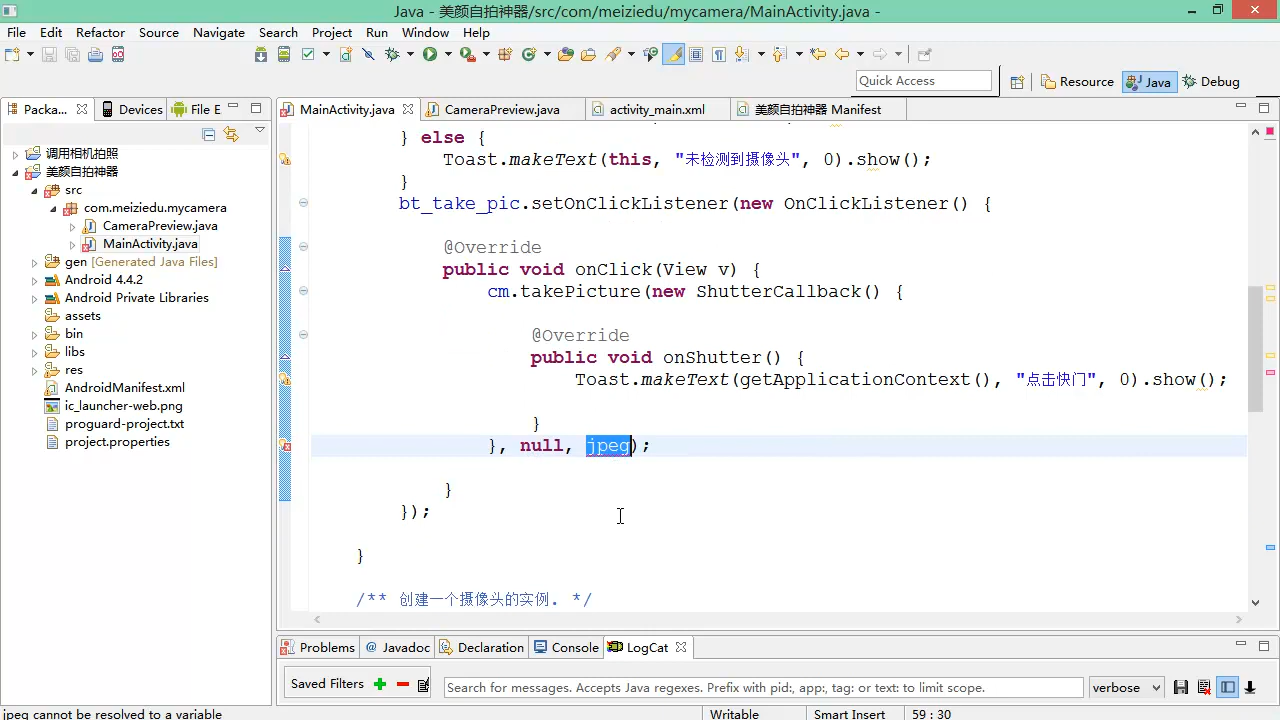 Java - 美颜自拍神器/src/com/meiziedu/mycamera/MainActivity.java -
File Edit Refactor Source Navigate Search Project Run Window Help
Quick Access Resource Java Debug
Packa... Devices File E
MainActivity.java CameraPreview.java activity_main.xml 美颜自拍神器 Manifest
调用相机拍照
美颜自拍神器
src
com.meiziedu.mycamera
CameraPreview.java
MainActivity.java
gen [Generated Java Files]
Android 4.4.2
Android Private Libraries
assets
bin
libs
res
AndroidManifest.xml
ic_launcher-web.png
proguard-project.txt
project.properties
} else {
Toast.makeText(this, "未检测到摄像头", 0).show();
}
bt_take_pic.setOnClickListener(new OnClickListener() {
@Override
public void onClick(View v) {
cm.takePicture(new ShutterCallback() {
@Override
public void onShutter() {
Toast.makeText(getApplicationContext(), "点击快门", 0).show();
}
}, null, jpeg);
}
});
}
/** 创建一个摄像头的实例. */
Problems @ Javadoc Declaration Console LogCat
Saved Filters Search for messages. Accepts Java regexes. Prefix with pid:, app:, tag: or text: to limit scope. verbose
jpeg cannot be resolved to a variable Writable Smart Insert 59 : 30